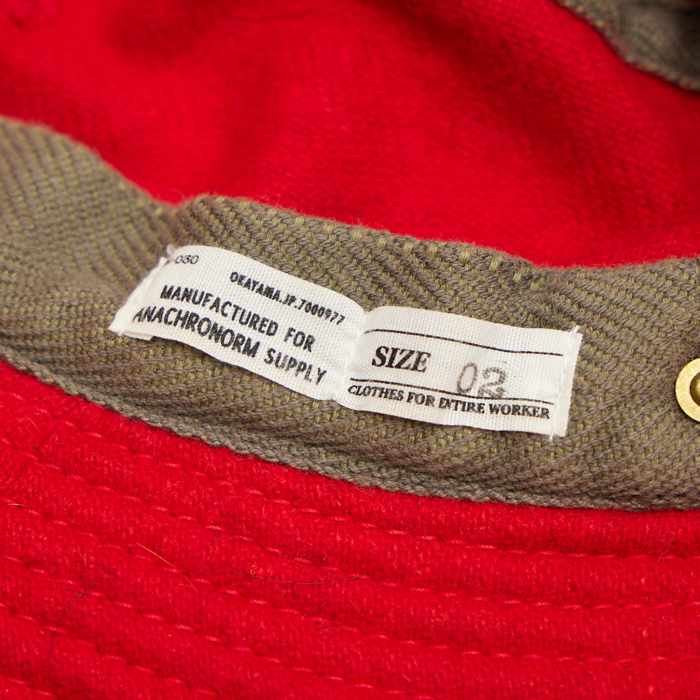 -030
OKAYAMA.JP.7000977
MANUFACTURED FOR
ANACHRONORM SUPPLY
SIZE 02
CLOTHES FOR ENTIRE WORKER